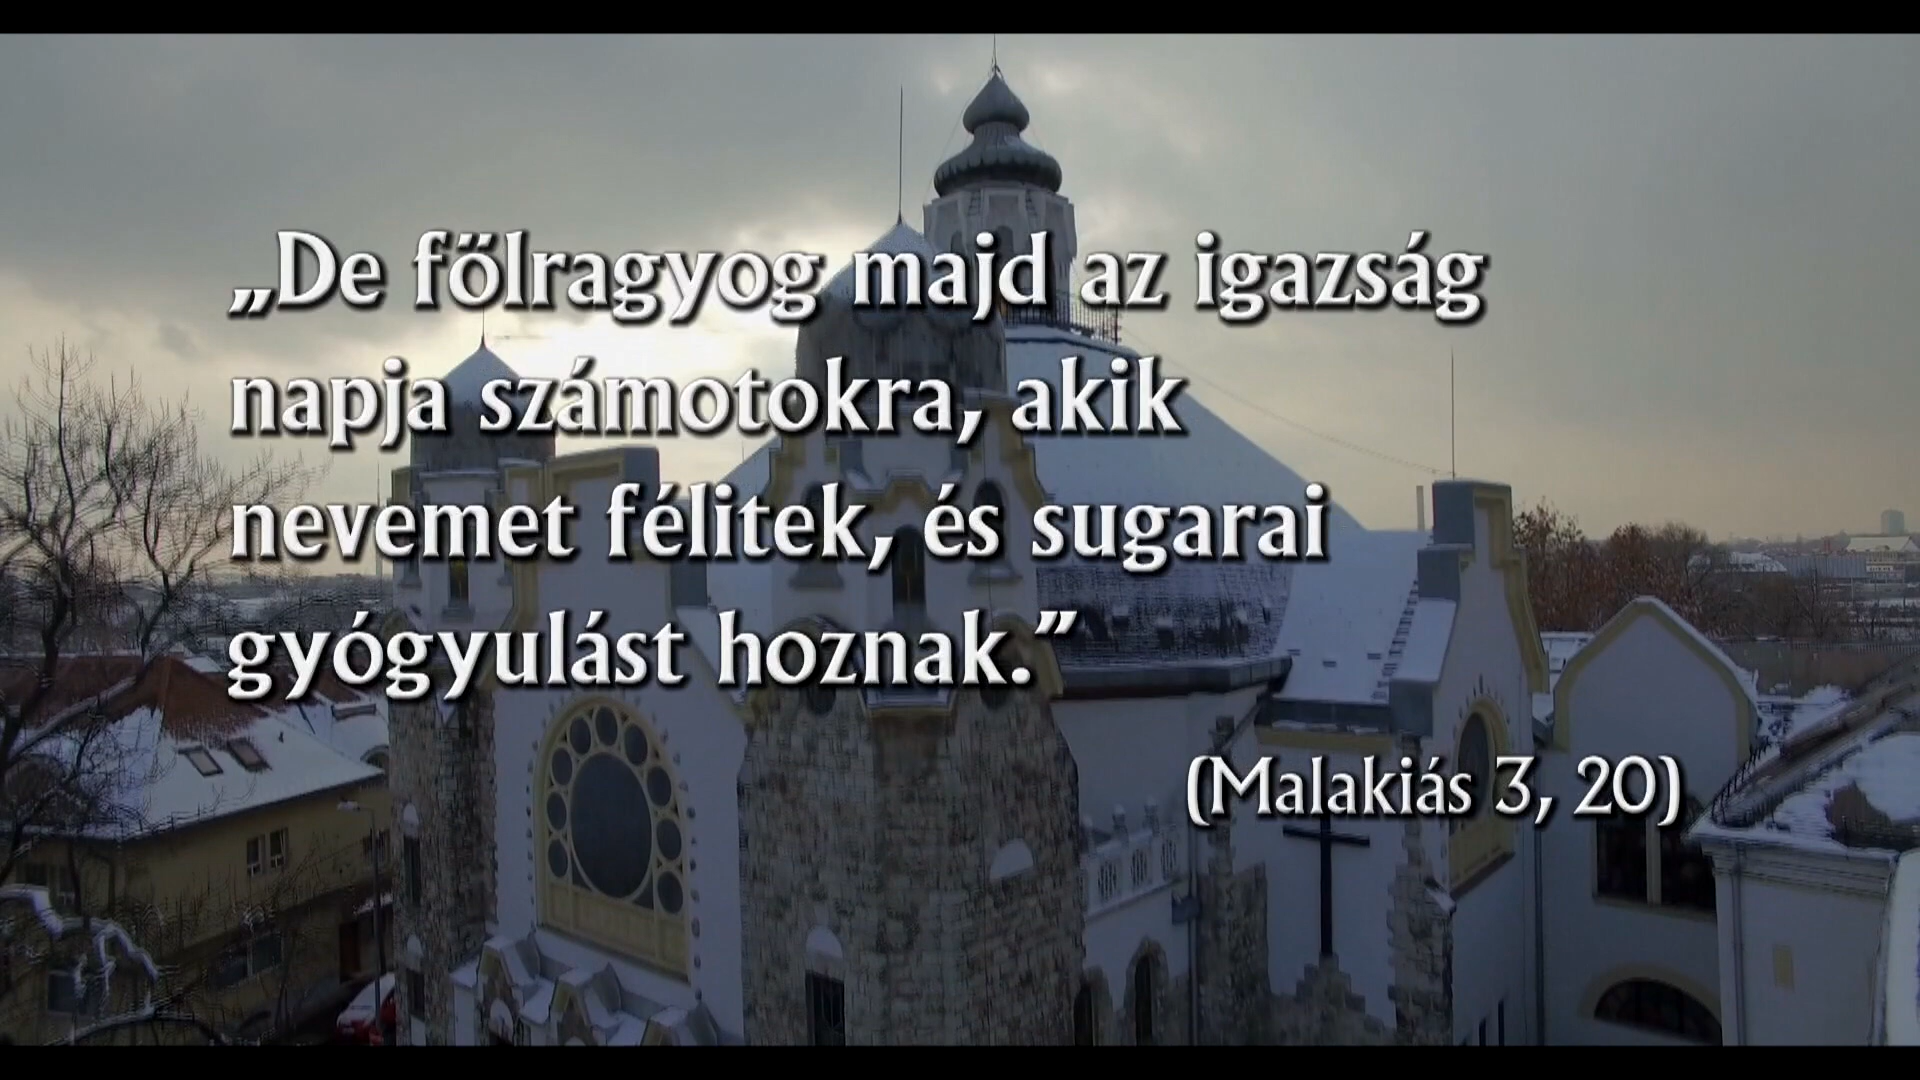 „De fölragyog majd az igazság
napja számotokra, akik
nevemet félitek, és sugarai
gyógyulást hoznak.”
(Malakiás 3, 20)